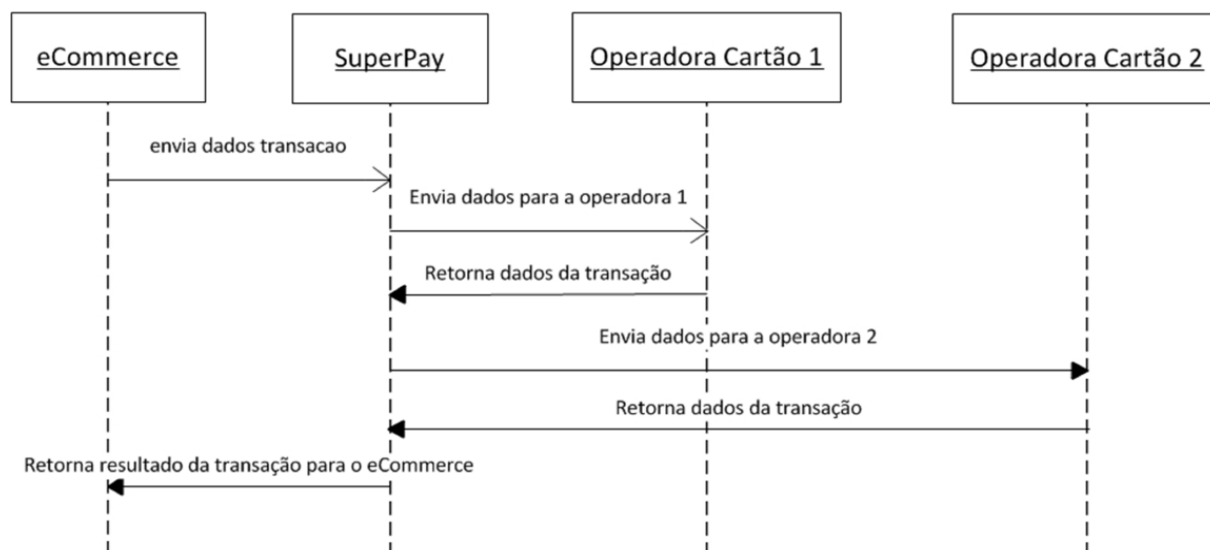 eCommerce
SuperPay
Operadora Cartão 1
Operadora Cartão 2
envia dados transacao
Envia dados para a operadora 1
Retorna dados da transação
Envia dados para a operadora 2
Retorna dados da transação
Retorna resultado da transação para o eCommerce